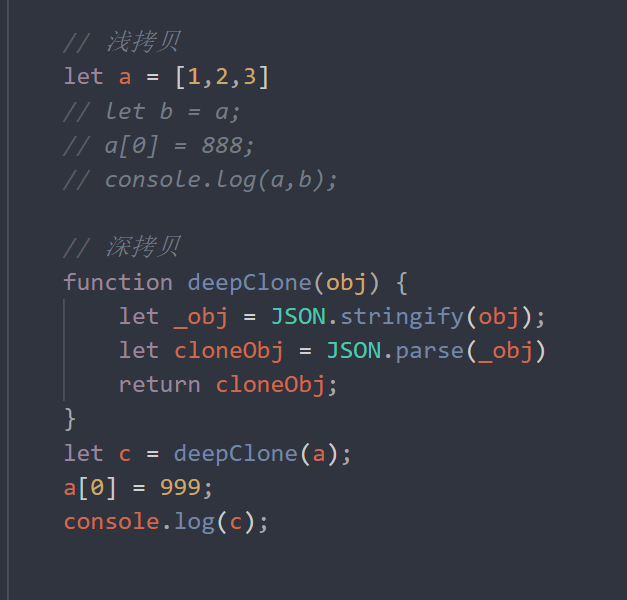 // 浅拷贝
let a = [1,2,3]
// let b = a;
// a[0] = 888;
// console.log(a,b);
// 深拷贝
function deepClone(obj) {
let _obj = JSON.stringify(obj);
let cloneObj = JSON.parse(_obj)
return cloneObj;
}
let c = deepClone(a);
a[0] = 999;
console.log(c);